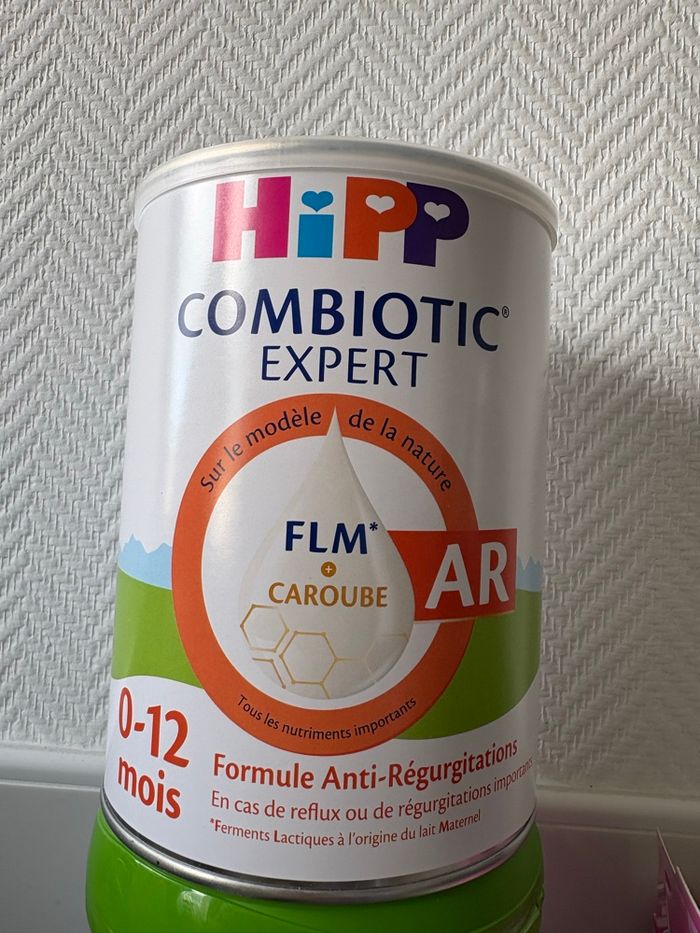 HiPP
COMBIOTIC®
EXPERT
Sur le modèle de la nature
FLM*
+
CAROUBE
AR
Tous les nutriments importants
0-12
mois
Formule Anti-Régurgitations
En cas de reflux ou de régurgitations importantes
*Ferments Lactiques à l'origine du lait Maternel